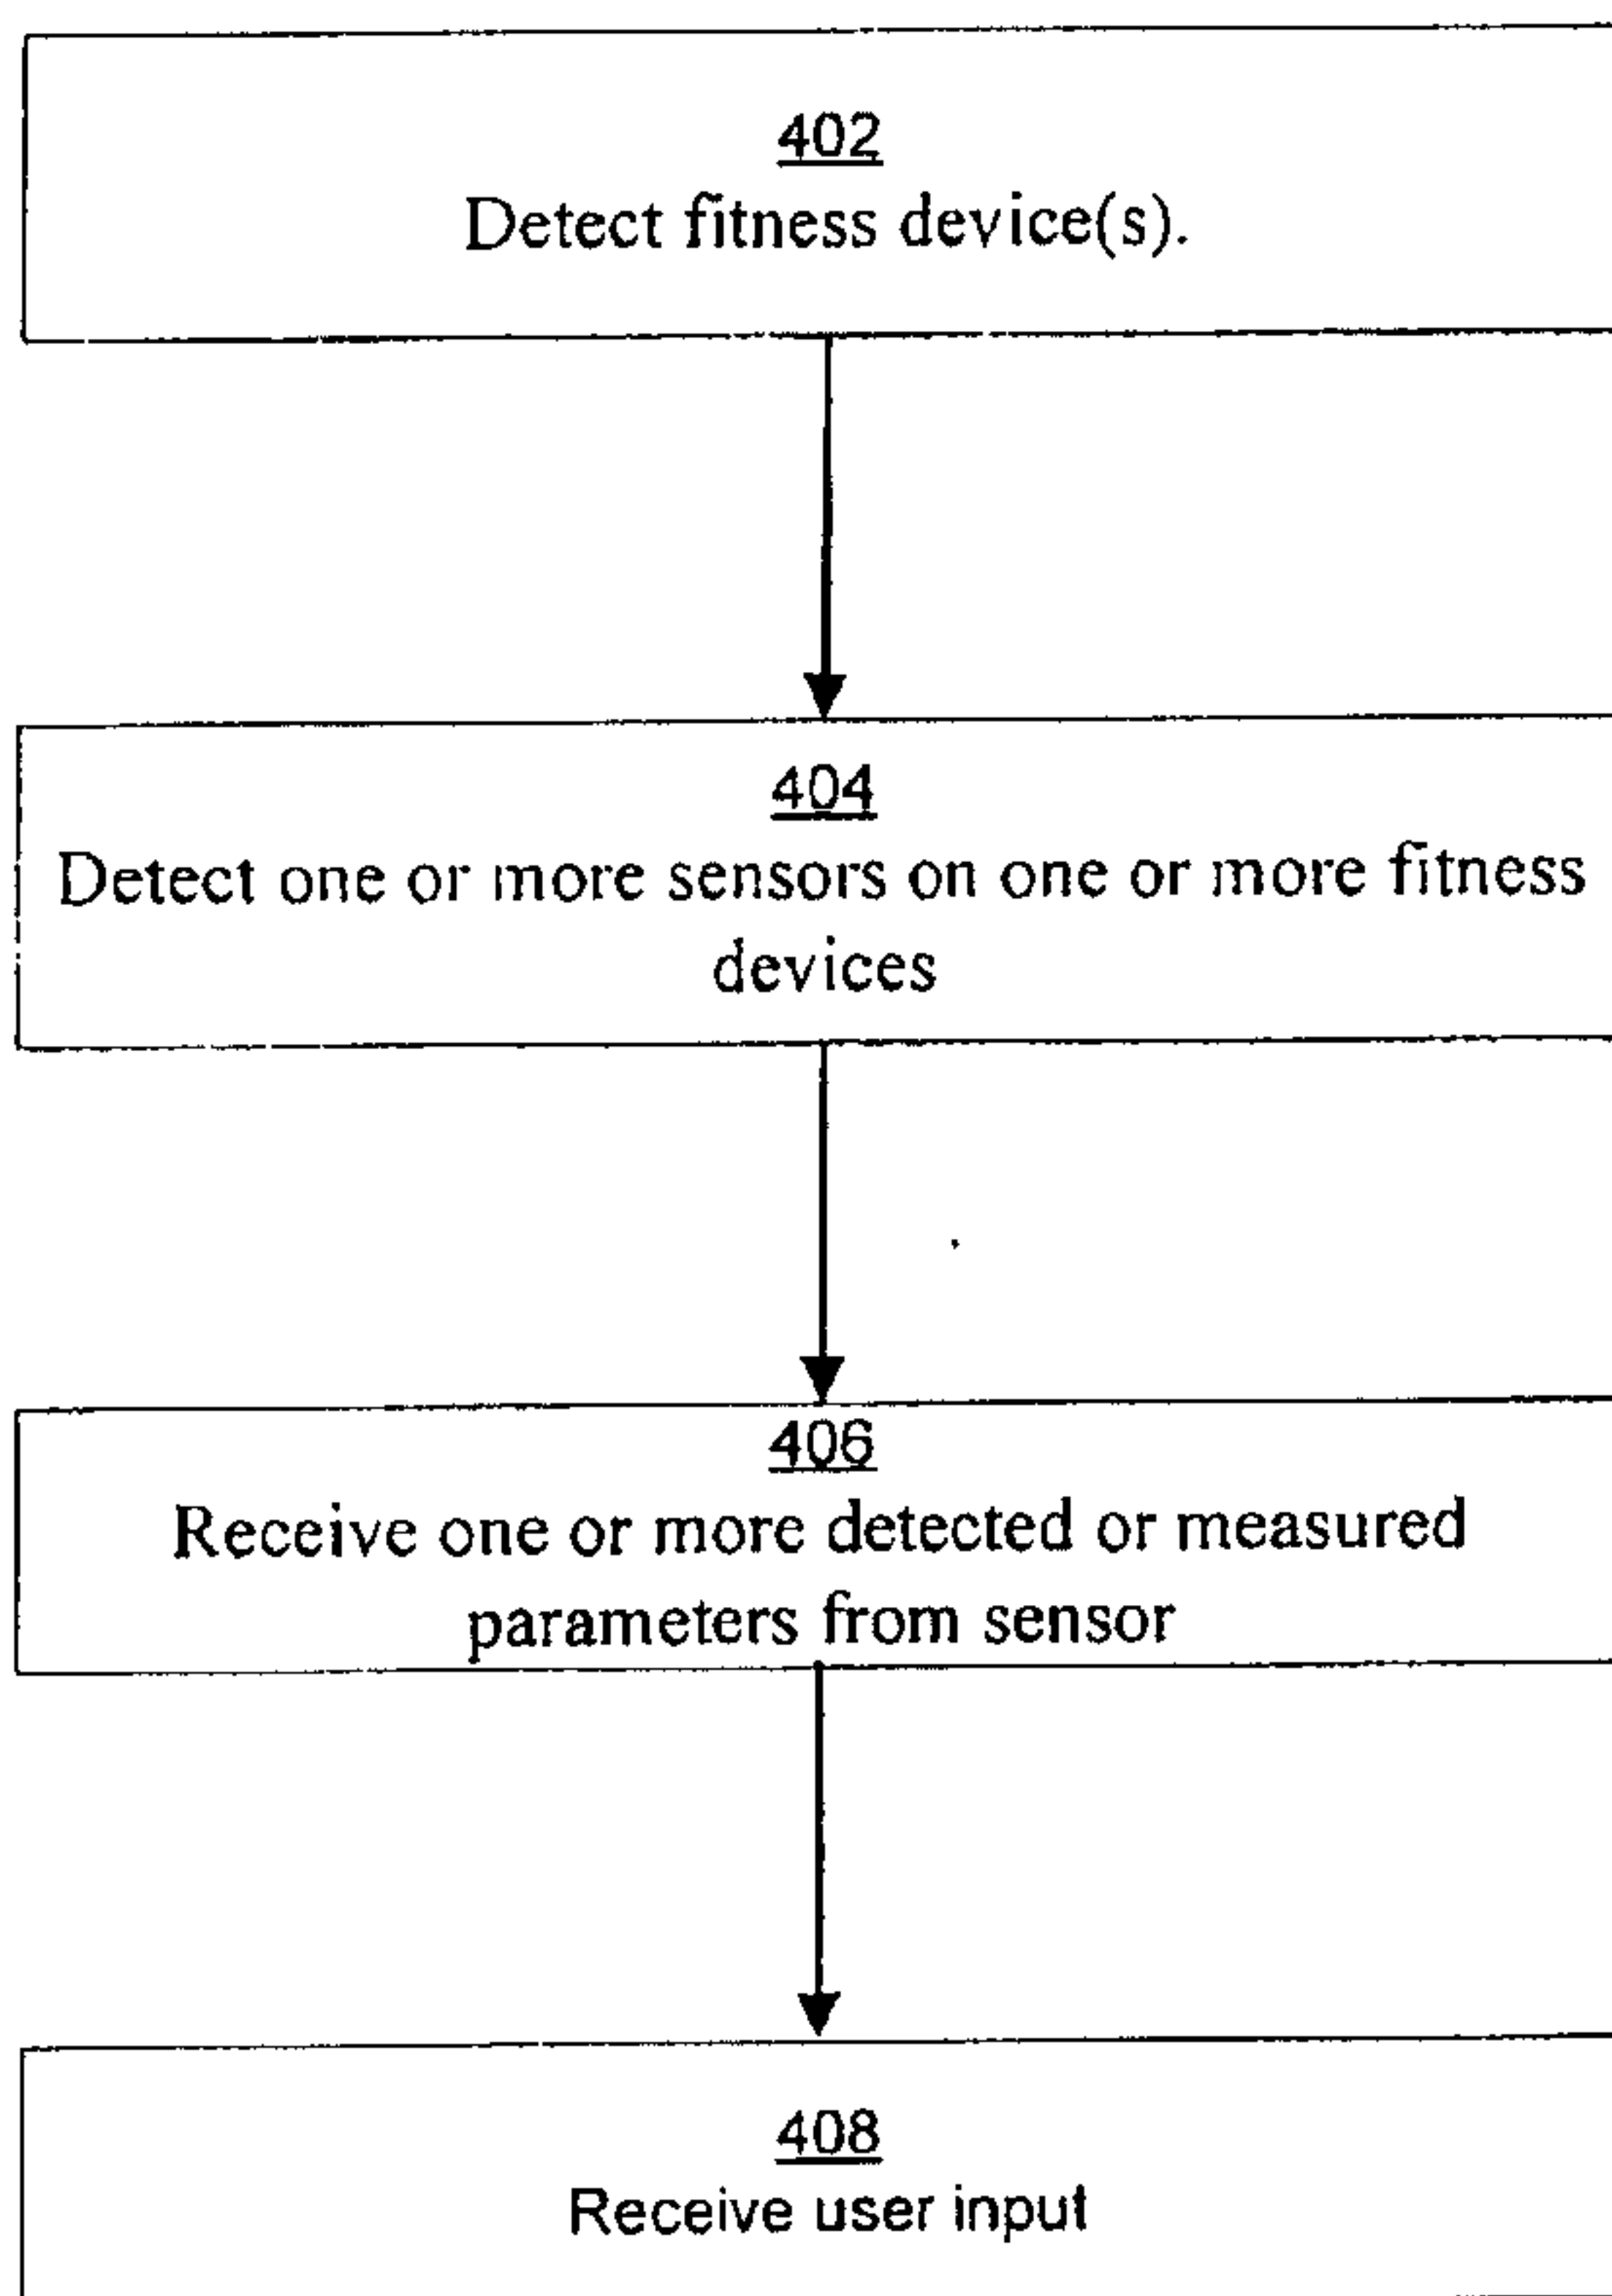 402
Detect fitness device(s).
404
Detect one or more sensors on one or more fitness
devices
406
Receive one or more detected or measured
parameters from sensor
408
Receive user input